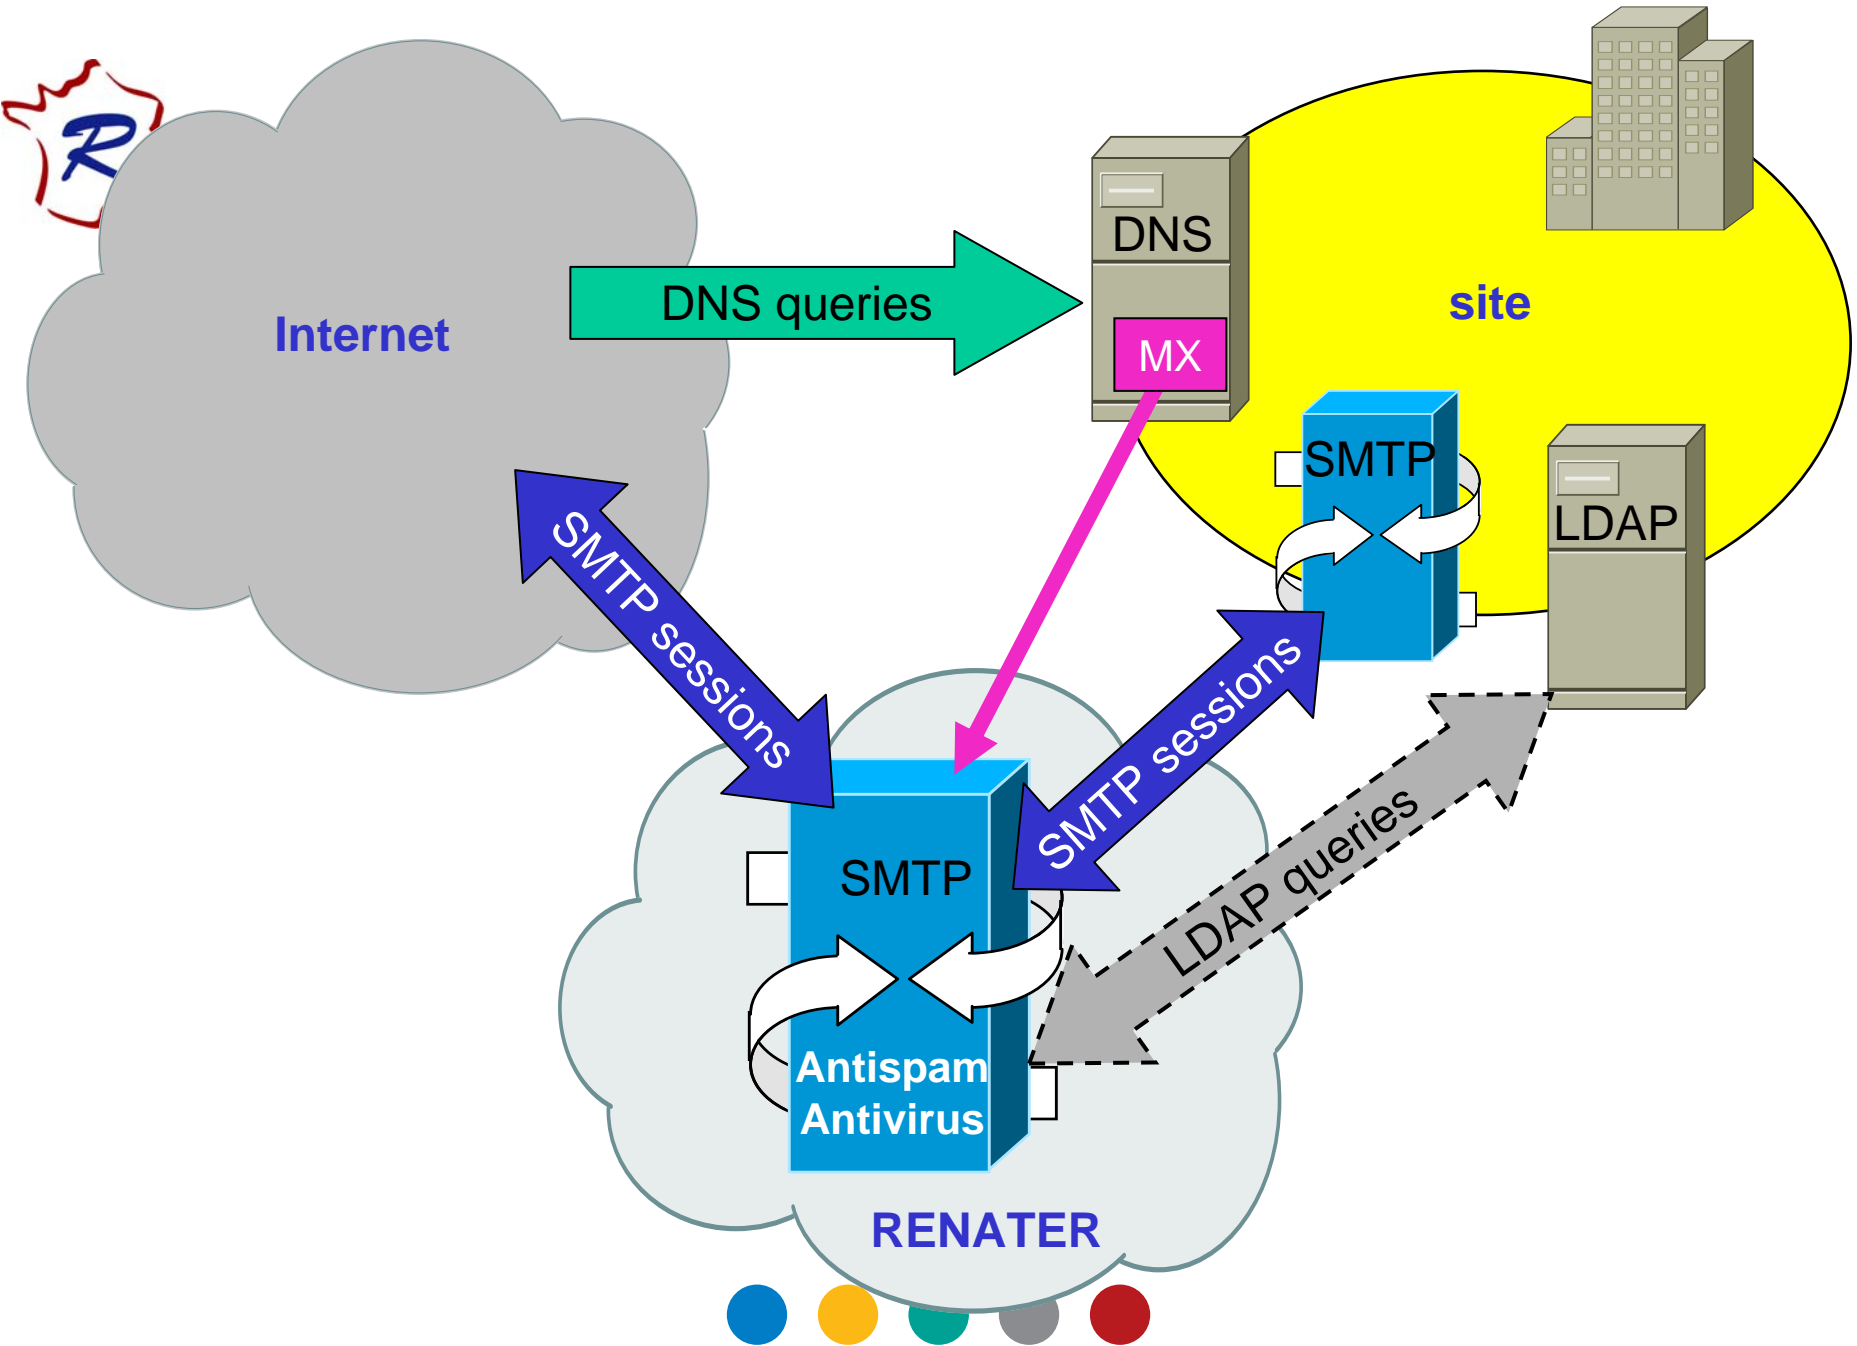 R
DNS
DNS queries
MX
Internet
site
SMTP
LDAP
SMTP sessions
SMTP sessions
LDAP queries
SMTP
Antispam
Antivirus
RENATER